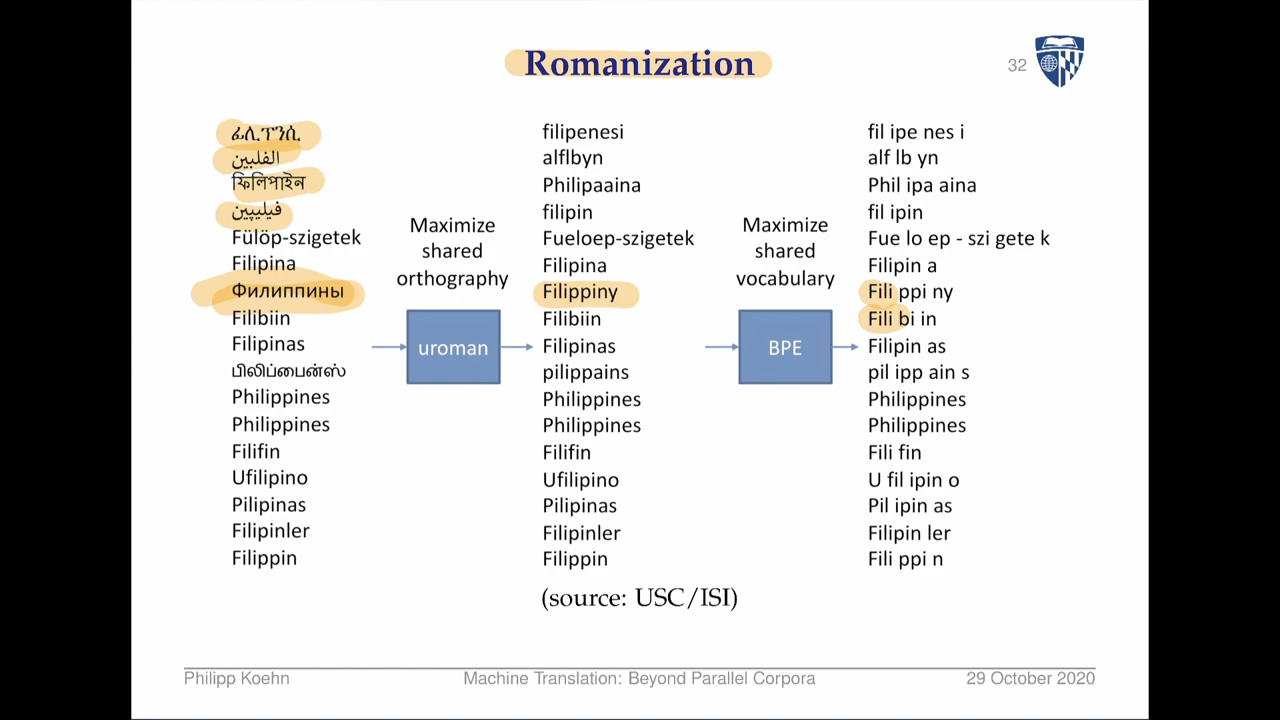 Romanization
32
ፊሊፒንሲ
الفلبين
ফিলিপাইন
فیلیپین
Fülöp-szigetek
Filipina
Филиппины
Filibiin
Filipinas
பிலிப்பைன்ஸ்
Philippines
Philippines
Filifin
Ufilipino
Pilipinas
Filipinler
Filippin
Maximize
shared
orthography
uroman
filipenesi
alflbyn
Philipaaina
filipin
Fueloep-szigetek
Filipina
Filippiny
Filibiin
Filipinas
pilippains
Philippines
Philippines
Filifin
Ufilipino
Pilipinas
Filipinler
Filippin
Maximize
shared
vocabulary
BPE
fil ipe nes i
alf lb yn
Phil ipa aina
fil ipin
Fue lo ep - szi gete k
Filipin a
Fili ppi ny
Fili bi in
Filipin as
pil ipp ain s
Philippines
Philippines
Fili fin
U fil ipin o
Pil ipin as
Filipin ler
Fili ppi n
(source: USC/ISI)
Philipp Koehn
Machine Translation: Beyond Parallel Corpora
29 October 2020